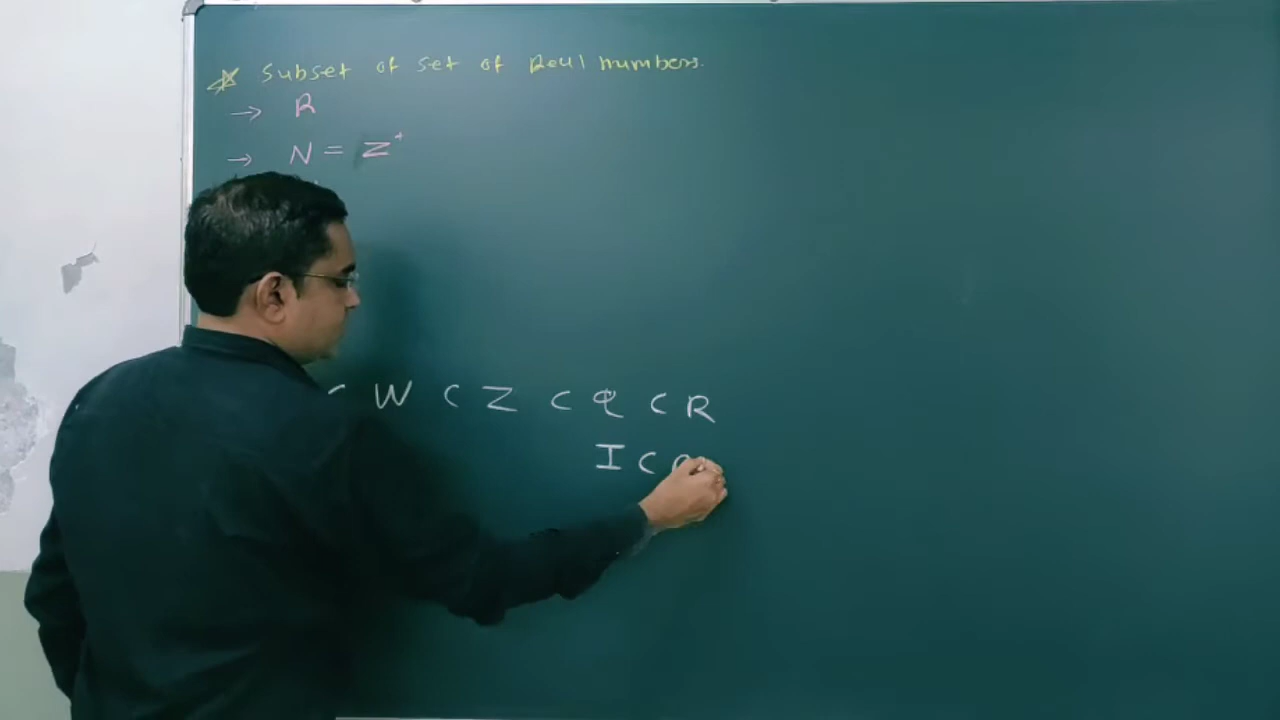 ☆ Subset of set of Real numbers.
→ R
→ N = Z⁺
⊂ W ⊂ Z ⊂ Q ⊂ R
I ⊂